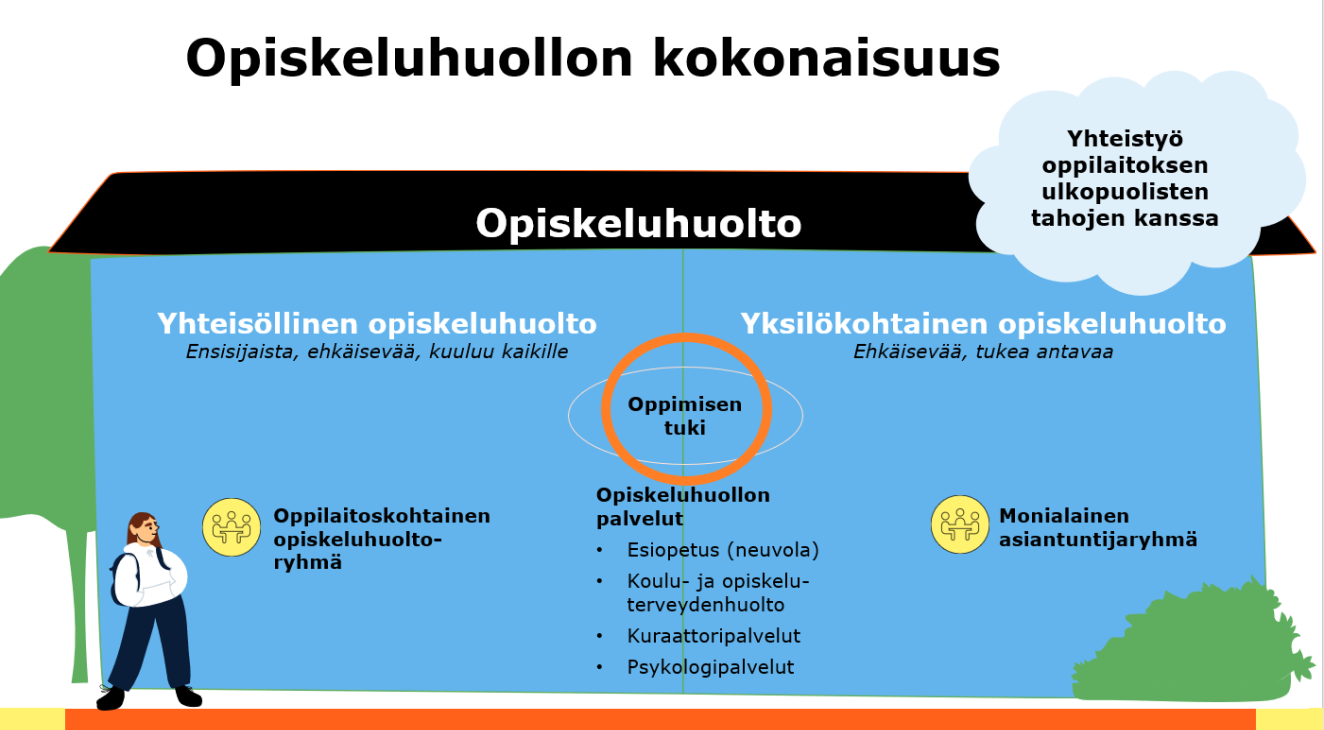 Opiskeluhuollon kokonaisuus
Yhteistyö
oppilaitoksen
ulkopuolisten
tahojen kanssa
Opiskeluhuolto
Yhteisöllinen opiskeluhuolto
Ensisijaista, ehkäisevää, kuuluu kaikille
Yksilökohtainen opiskeluhuolto
Ehkäisevää, tukea antavaa
Oppimisen
tuki
Oppilaitoskohtainen
opiskeluhuolto-
ryhmä
Opiskeluhuollon
palvelut
• Esiopetus (neuvola)
• Koulu- ja opiskelu-
terveydenhuolto
• Kuraattoripalvelut
• Psykologipalvelut
Monialainen
asiantuntijaryhmä